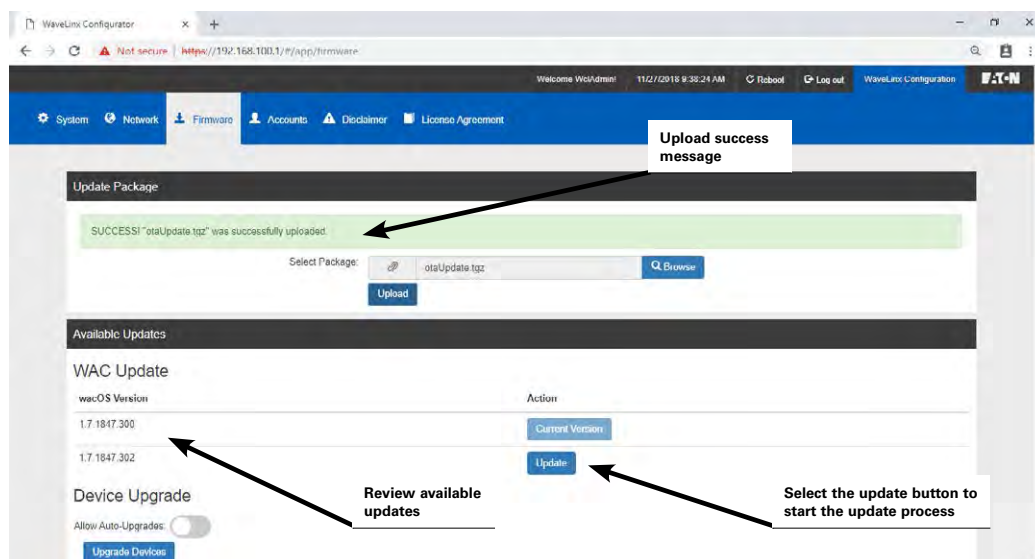 WaveLinx Configurator
Not secure | https://192.168.100.1/#/app/firmware
Welcome WclAdmin! 11/27/2018 9:38:24 AM Reboot Log out WaveLinx Configuration EATON
System Network Firmware Accounts Disclaimer License Agreement
Upload success
message
Update Package
SUCCESS! "otaUpdate.tgz" was successfully uploaded.
Select Package: otaUpdate.tgz Browse
Upload
Available Updates
WAC Update
wacOS Version Action
1.7.1847.300 Current Version
1.7.1847.302 Update
Device Upgrade
Review available
updates
Select the update button to
start the update process
Allow Auto-Upgrades:
Upgrade Devices